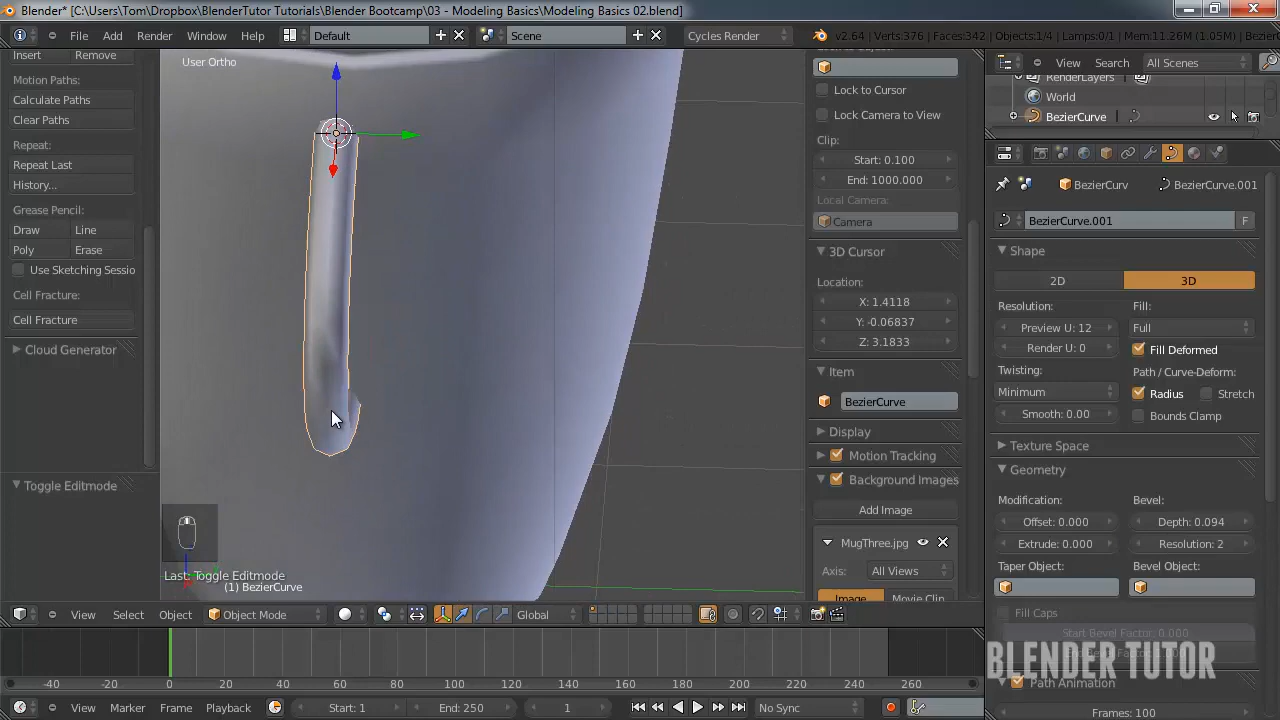 Blender* [C:\Users\Tom\Dropbox\BlenderTutor Tutorials\Blender Bootcamp\03 - Modeling Basics\Modeling Basics 02.blend]
File Add Render Window Help Default Scene Cycles Render v2.64 | Verts:376 | Faces:342 | Objects:1/4 | Lamps:0/1 | Mem:11.26M (1.05M) | BezierC
Insert Remove
Motion Paths:
Calculate Paths
Clear Paths
Repeat:
Repeat Last
History...
Grease Pencil:
Draw Line
Poly Erase
Use Sketching Sessio
Cell Fracture:
Cell Fracture
Cloud Generator
Toggle Editmode
User Ortho
Last: Toggle Editmode
(1) BezierCurve
Lock to Cursor
Lock Camera to View
Clip:
Start: 0.100
End: 1000.000
Local Camera:
Camera
3D Cursor
Location:
X: 1.4118
Y: -0.06837
Z: 3.1833
Item
BezierCurve
Display
Motion Tracking
Background Images
Add Image
MugThree.jpg
Axis: All Views
Image Movie Clip
View Search All Scenes
RenderLayers
World
BezierCurve
BezierCurv BezierCurve.001
BezierCurve.001 F
Shape
2D 3D
Resolution: Fill:
Preview U: 12 Full
Render U: 0 Fill Deformed
Twisting: Path / Curve-Deform:
Minimum Radius Stretch
Smooth: 0.00 Bounds Clamp
Texture Space
Geometry
Modification: Bevel:
Offset: 0.000 Depth: 0.094
Extrude: 0.000 Resolution: 2
Taper Object: Bevel Object:
Fill Caps
Start Bevel Factor: 0.000
BLENDER TUTOR
Path Animation
Frames: 100
View Select Object Object Mode Global
-40 -20 0 20 40 60 80 100 120 140 160 180 200 220 240 260
View Marker Frame Playback Start: 1 End: 250 1 No Sync